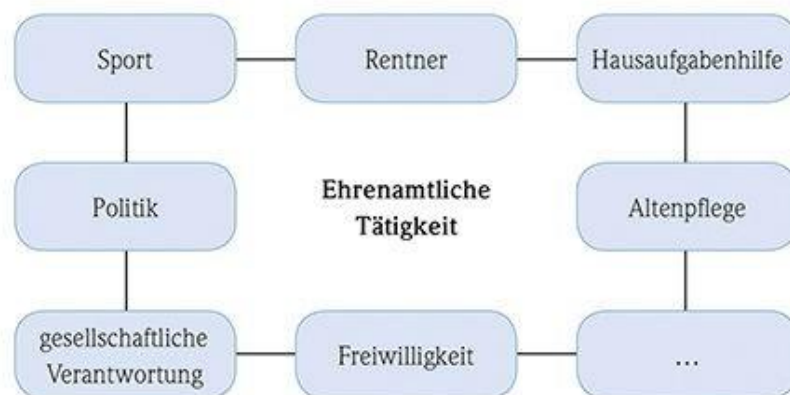 Sport
Rentner
Hausaufgabenhilfe
Politik
Ehrenamtliche
Tätigkeit
Altenpflege
gesellschaftliche
Verantwortung
Freiwilligkeit
...